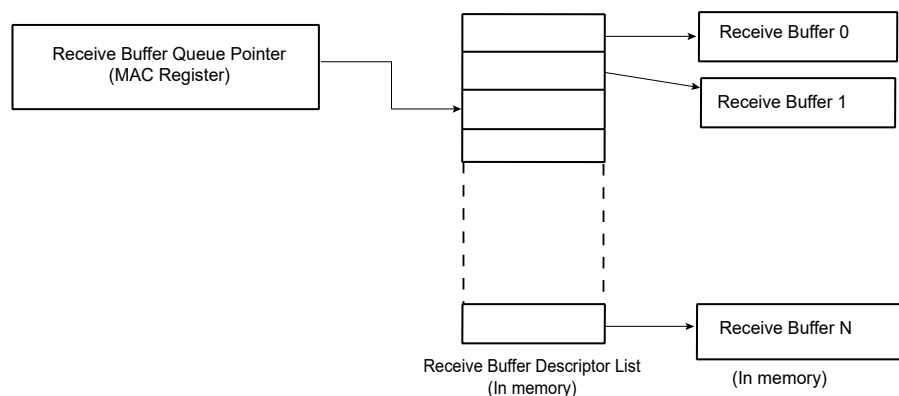 Receive Buffer 0
Receive Buffer Queue Pointer
(MAC Register)
Receive Buffer 1
Receive Buffer N
Receive Buffer Descriptor List
(In memory)
(In memory)